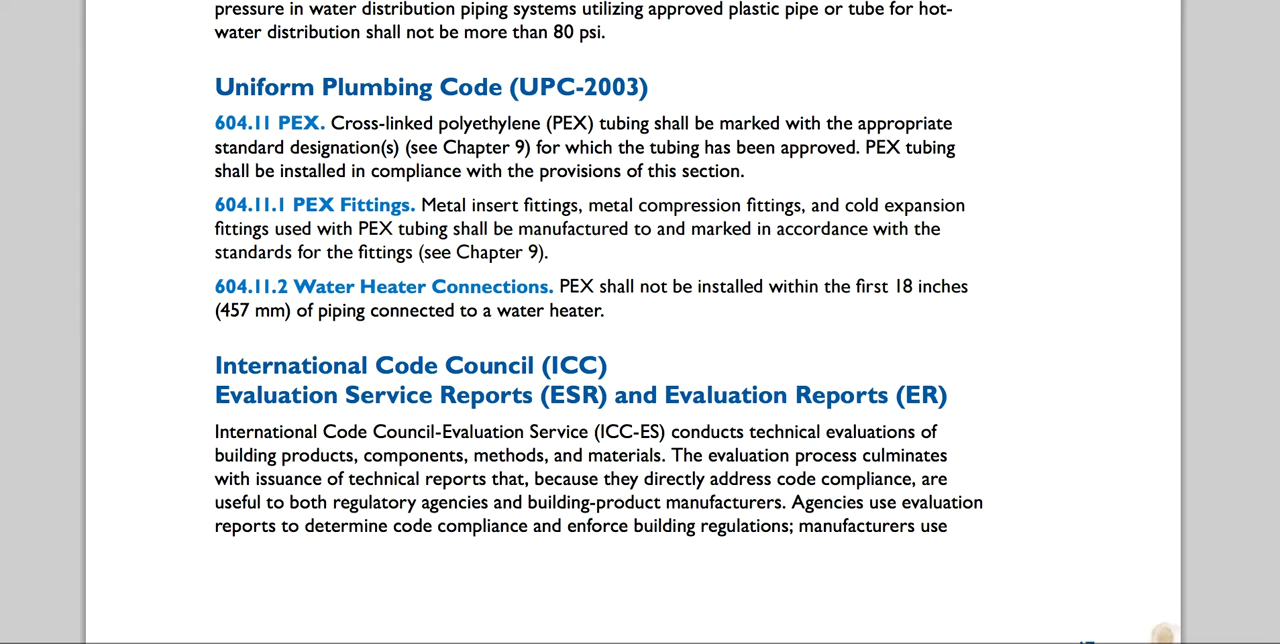 pressure in water distribution piping systems utilizing approved plastic pipe or tube for hot-
water distribution shall not be more than 80 psi.
Uniform Plumbing Code (UPC-2003)
604.11 PEX. Cross-linked polyethylene (PEX) tubing shall be marked with the appropriate
standard designation(s) (see Chapter 9) for which the tubing has been approved. PEX tubing
shall be installed in compliance with the provisions of this section.
604.11.1 PEX Fittings. Metal insert fittings, metal compression fittings, and cold expansion
fittings used with PEX tubing shall be manufactured to and marked in accordance with the
standards for the fittings (see Chapter 9).
604.11.2 Water Heater Connections. PEX shall not be installed within the first 18 inches
(457 mm) of piping connected to a water heater.
International Code Council (ICC)
Evaluation Service Reports (ESR) and Evaluation Reports (ER)
International Code Council-Evaluation Service (ICC-ES) conducts technical evaluations of
building products, components, methods, and materials. The evaluation process culminates
with issuance of technical reports that, because they directly address code compliance, are
useful to both regulatory agencies and building-product manufacturers. Agencies use evaluation
reports to determine code compliance and enforce building regulations; manufacturers use